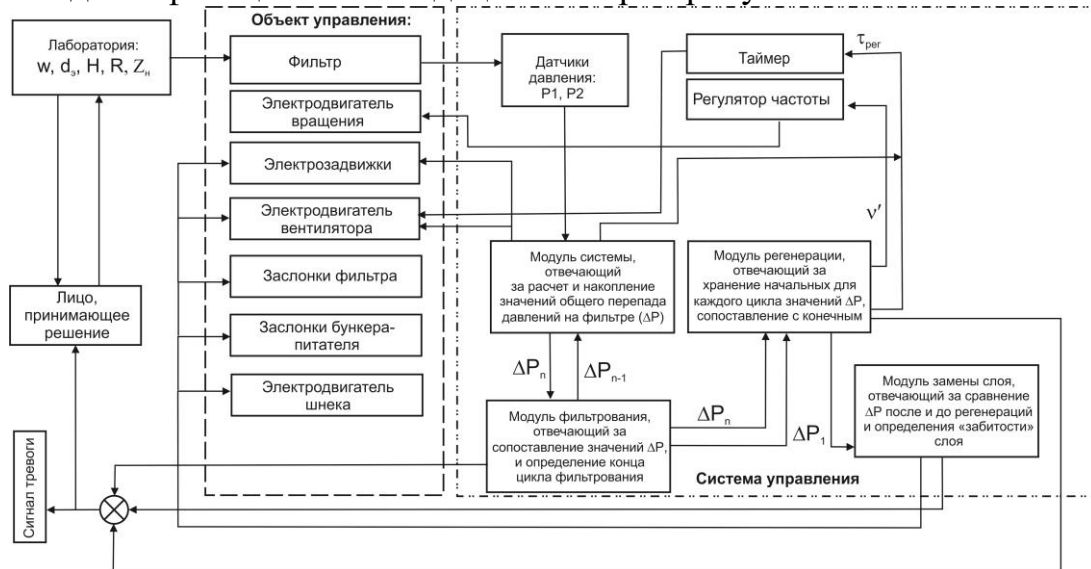 Объект управления:
Лаборатория:
w, dэ, H, R, Zн
Фильтр
Электродвигатель
вращения
Электрозадвижки
Электродвигатель
вентилятора
Заслонки фильтра
Заслонки бункера-
питателя
Электродвигатель
шнека
Датчики
давления:
P1, P2
Таймер
τрег
Регулятор частоты
ν′
Модуль системы,
отвечающий
за расчет и накопление
значений общего перепада
давлений на фильтре (ΔP)
Модуль регенерации,
отвечающий за
хранение начальных для
каждого цикла значений ΔP,
сопоставление с конечным
Лицо,
принимающее
решение
ΔPn
ΔPn-1
Модуль фильтрования,
отвечающий за
сопоставление значений ΔP,
и определение конца
цикла фильтрования
ΔPn
ΔP1
Модуль замены слоя,
отвечающий за сравнение
ΔP после и до регенераций
и определения «забитости»
слоя
Система управления
Сигнал тревоги